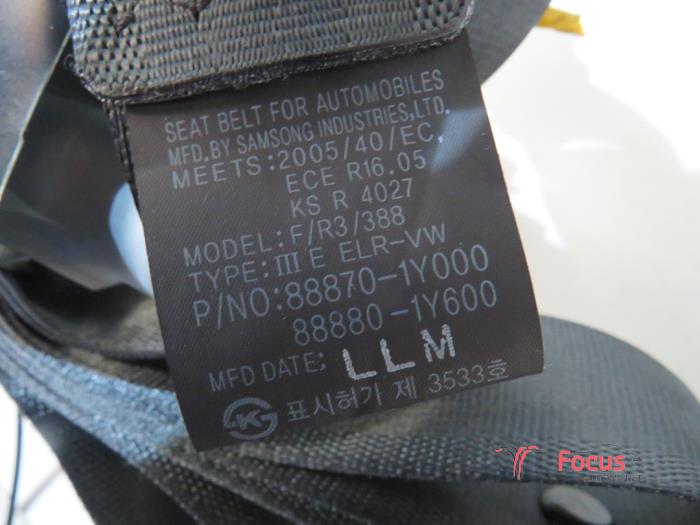 SEAT BELT FOR AUTOMOBILES
MFD.BY SAMSONG INDUSTRIES,LTD.
MEETS:2005/40/EC,
ECE R16.05
KS R 4027
MODEL:F/R3/388
TYPE:Ⅲ E ELR-VW
P/NO:88870-1Y000
88880-1Y600
MFD DATE: LLM
표시허가 제 3533호
Focus